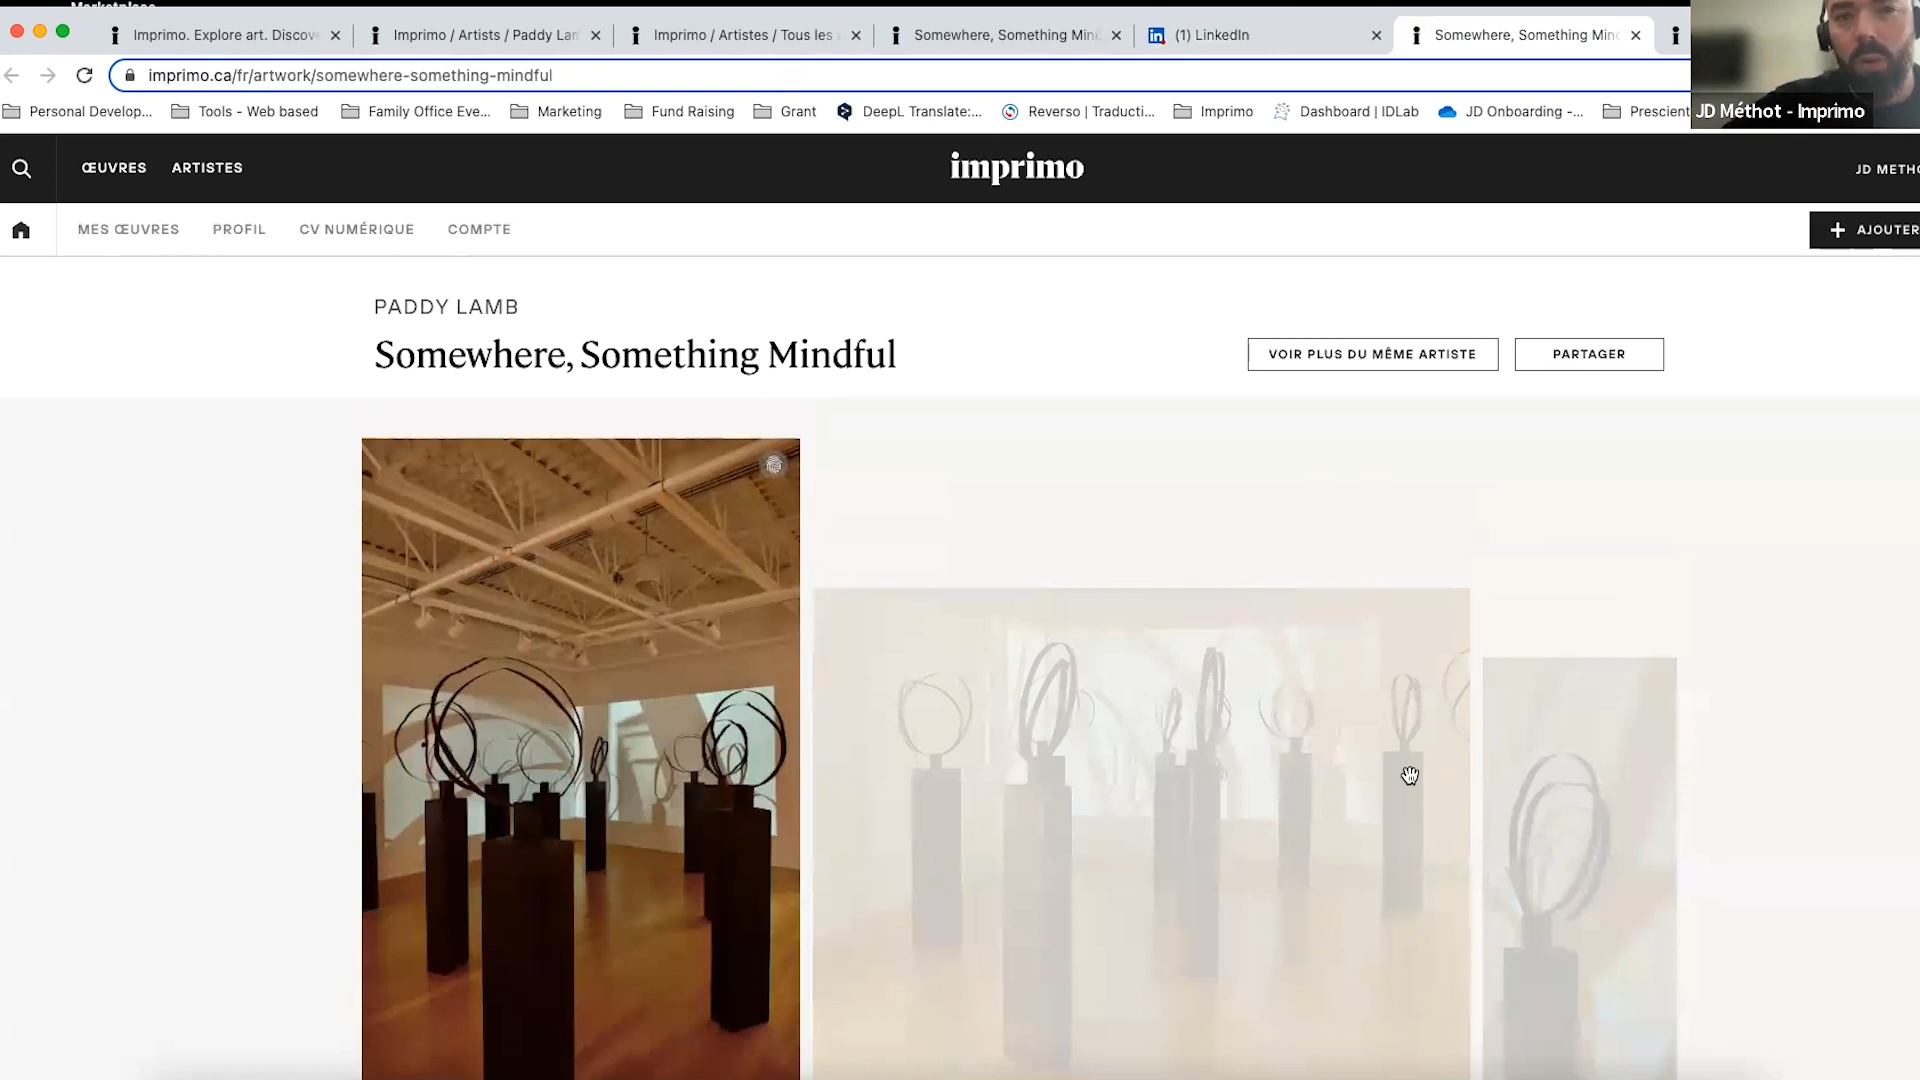 Imprimo. Explore art. Discov
Imprimo / Artists / Paddy Lam
Imprimo / Artistes / Tous les
Somewhere, Something Min
(1) LinkedIn
Somewhere, Something Min
imprimo.ca/fr/artwork/somewhere-something-mindful
Personal Develop...
Tools - Web based
Family Office Eve...
Marketing
Fund Raising
Grant
DeepL Translate:...
Reverso | Traducti...
Imprimo
Dashboard | IDLab
JD Onboarding -...
Prescient
JD Méthot - Imprimo
ŒUVRES
ARTISTES
imprimo
JD METHO
MES ŒUVRES
PROFIL
CV NUMÉRIQUE
COMPTE
AJOUTER
PADDY LAMB
Somewhere, Something Mindful
VOIR PLUS DU MÊME ARTISTE
PARTAGER